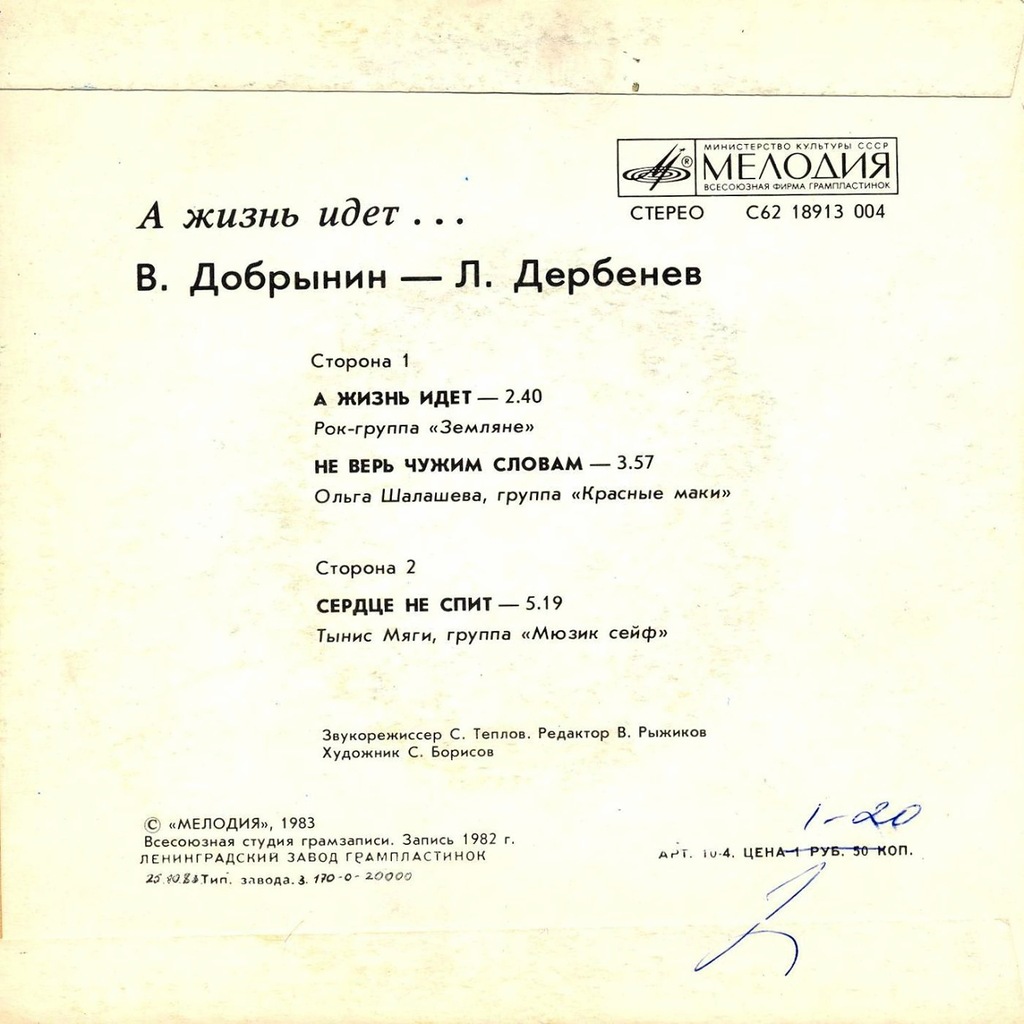 МИНИСТЕРСТВО КУЛЬТУРЫ СССР
® МЕЛОДИЯ
ВСЕСОЮЗНАЯ ФИРМА ГРАМПЛАСТИНОК
СТЕРЕО С62 18913 004
А жизнь идет . . .
В. Добрынин — Л. Дербенев
Сторона 1
А ЖИЗНЬ ИДЕТ — 2.40
Рок-группа «Земляне»
НЕ ВЕРЬ ЧУЖИМ СЛОВАМ — 3.57
Ольга Шалашева, группа «Красные маки»
Сторона 2
СЕРДЦЕ НЕ СПИТ — 5.19
Тынис Мяги, группа «Мюзик сейф»
Звукорежиссер С. Теплов. Редактор В. Рыжиков
Художник С. Борисов
© «МЕЛОДИЯ», 1983
Всесоюзная студия грамзаписи. Запись 1982 г.
ЛЕНИНГРАДСКИЙ ЗАВОД ГРАМПЛАСТИНОК
Тип. завода. з. 170-0-20000
1-20
АРТ. 10-4. ЦЕНА 1 РУБ. 50 КОП.